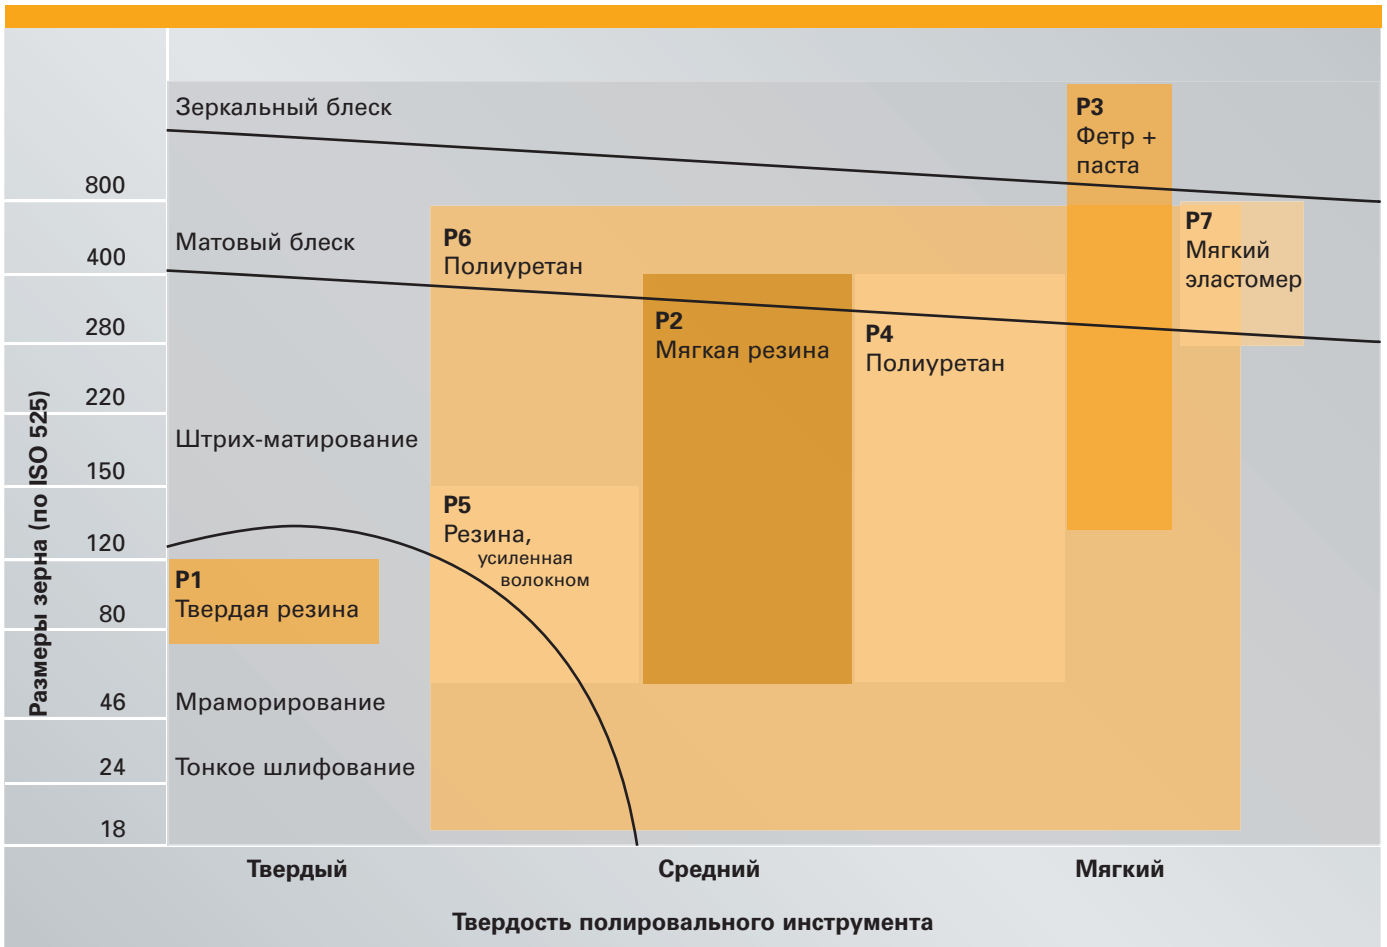 Зеркальный блеск
P3
Фетр +
паста
800
Матовый блеск
400
P6
Полиуретан
P7
Мягкий
эластомер
280
P2
Мягкая резина
P4
Полиуретан
220
Штрих-матирование
150
P5
Резина,
усиленная
волокном
120
P1
Твердая резина
80
46
Мраморирование
24
Тонкое шлифование
18
Размеры зерна (по ISO 525)
Твердый
Средний
Мягкий
Твердость полировального инструмента